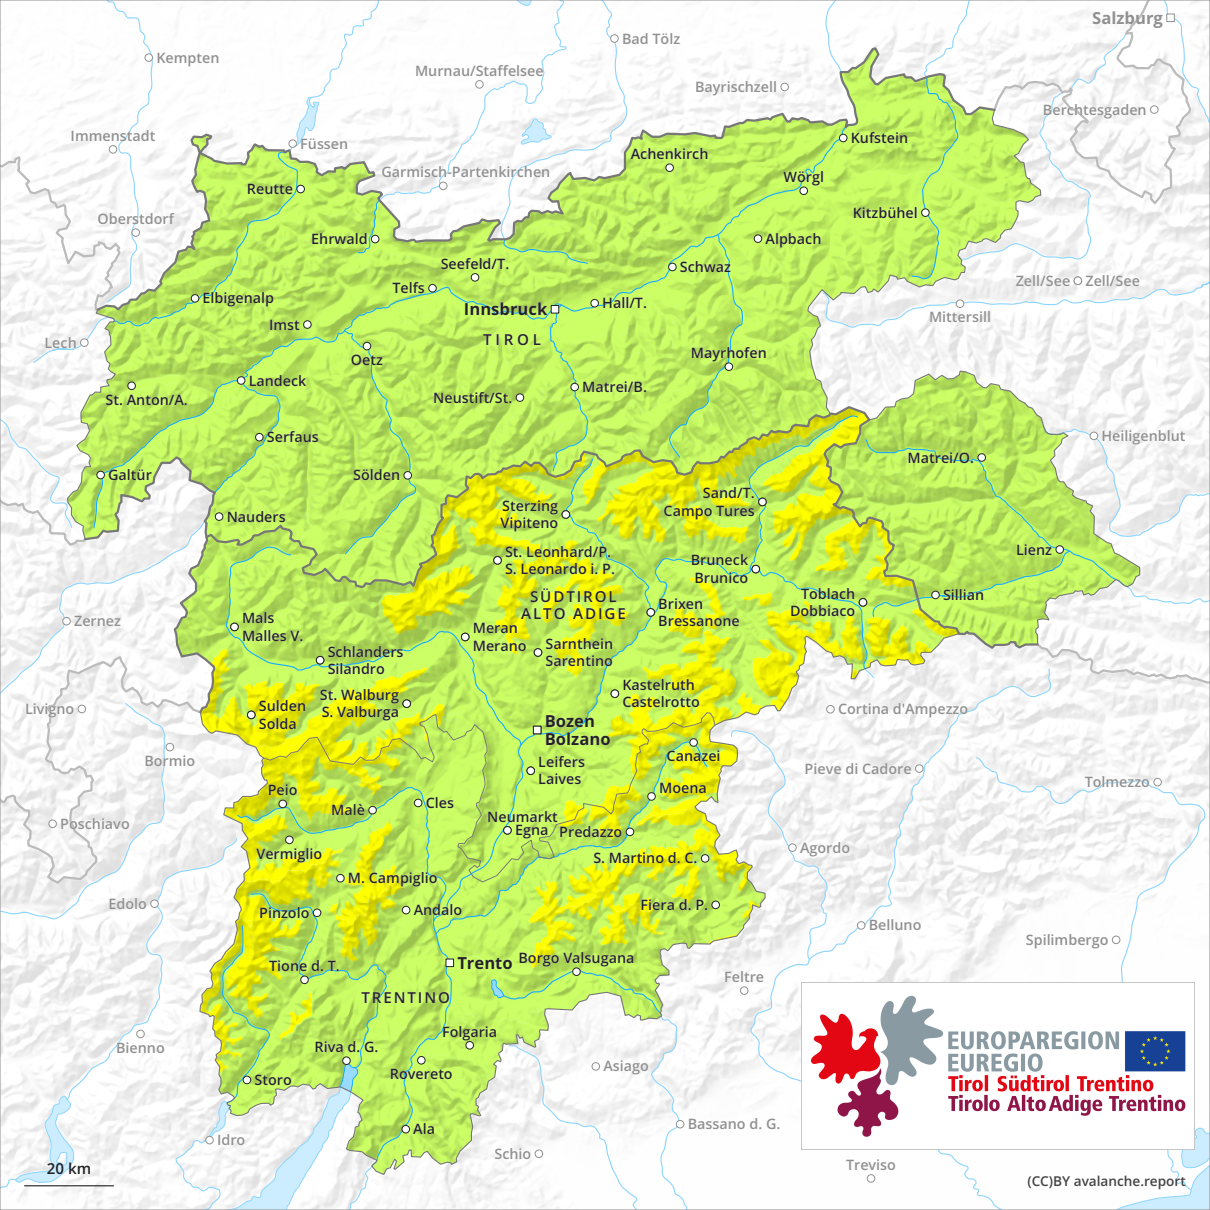 Salzburg
Bad Tölz
Kempten
Murnau/Staffelsee
Bayrischzell
Berchtesgaden
Immenstadt
Füssen
Kufstein
Achenkirch
Garmisch-Partenkirchen
Wörgl
Reutte
Oberstdorf
Kitzbühel
Ehrwald
Alpbach
Seefeld/T.
Schwaz
Zell/See
Zell/See
Telfs
Elbigenalp
Innsbruck
Hall/T.
Mittersill
Imst
TIROL
Lech
Oetz
Mayrhofen
Landeck
Matrei/B.
St. Anton/A.
Neustift/St.
Serfaus
Heiligenblut
Matrei/O.
Galtür
Sölden
Sand/T.
Campo Tures
Sterzing
Vipiteno
Nauders
St. Leonhard/P.
S. Leonardo i. P.
Lienz
Bruneck
Brunico
SÜDTIROL
ALTO ADIGE
Toblach
Dobbiaco
Sillian
Brixen
Bressanone
Zernez
Mals
Malles V.
Meran
Merano
Sarnthein
Sarentino
Schlanders
Silandro
St. Walburg
S. Valburga
Kastelruth
Castelrotto
Livigno
Sulden
Solda
Cortina d'Ampezzo
Bozen
Bolzano
Bormio
Canazei
Leifers
Laives
Pieve di Cadore
Tolmezzo
Peio
Moena
Malè
Cles
Poschiavo
Neumarkt
Egna
Predazzo
Vermiglio
Agordo
S. Martino d. C.
M. Campiglio
Edolo
Pinzolo
Andalo
Fiera d. P.
Belluno
Spilimbergo
Trento
Borgo Valsugana
Tione d. T.
Feltre
TRENTINO
Folgaria
Bienno
Riva d. G.
Rovereto
Asiago
Storo
EUROPAREGION
EUREGIO
Tirol Südtirol Trentino
Tirolo Alto Adige Trentino
Ala
Bassano d. G.
Idro
Schio
Treviso
20 km
(CC)BY avalanche.report